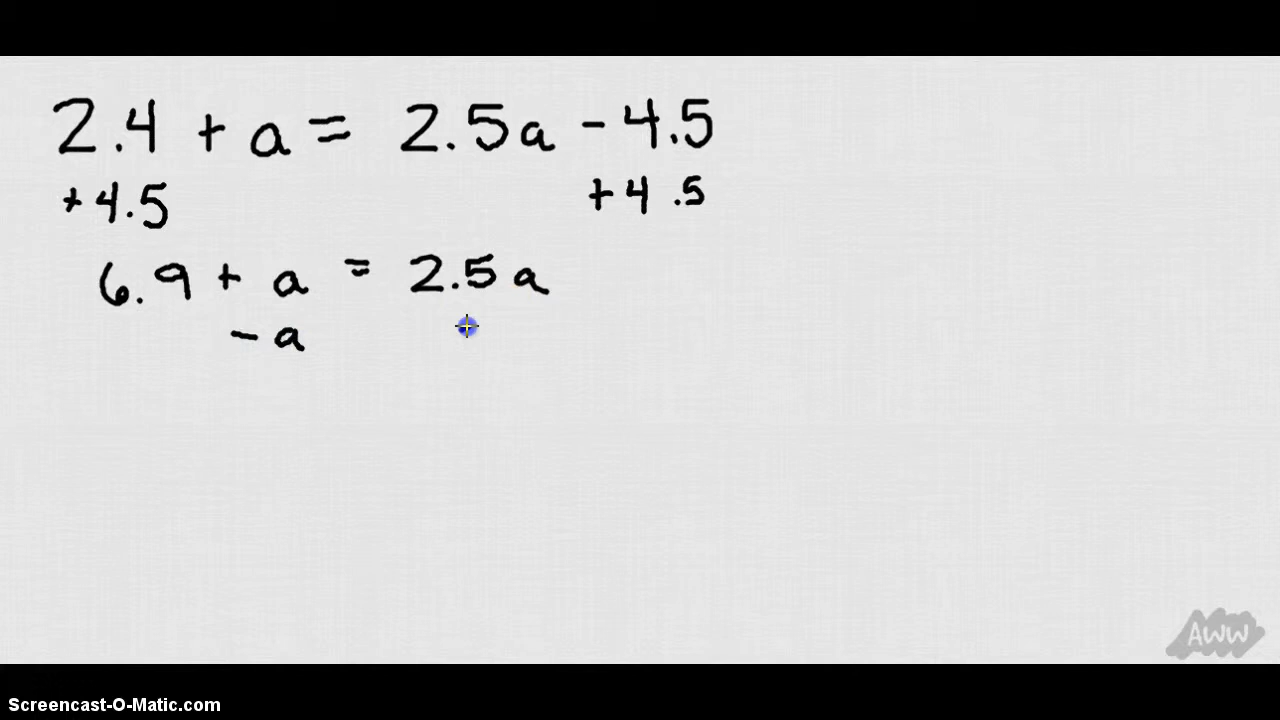 2.4 + a = 2.5a - 4.5
+ 4.5 + 4.5
6.9 + a = 2.5a
- a
AWW
Screencast-O-Matic.com